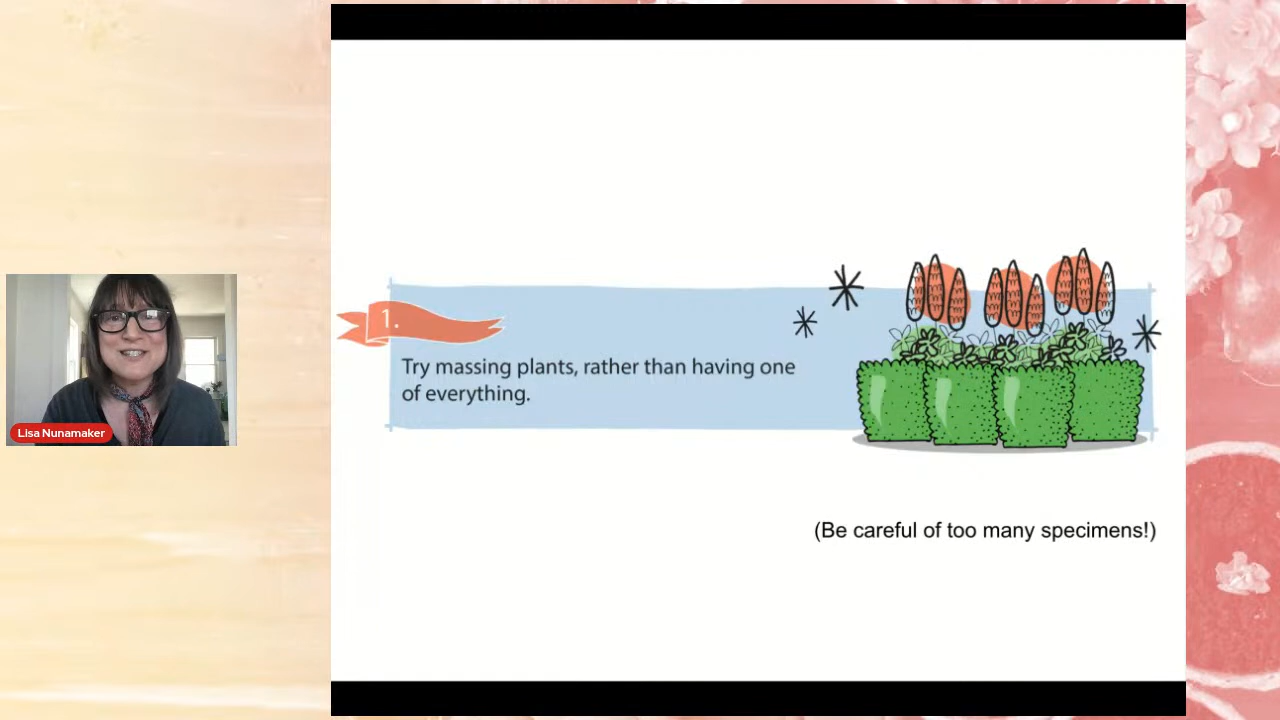 1.
Try massing plants, rather than having one
of everything.
Lisa Nunamaker
(Be careful of too many specimens!)